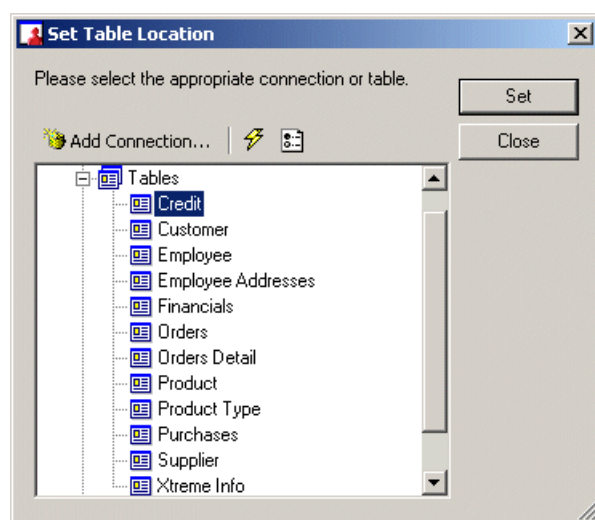 Set Table Location
Please select the appropriate connection or table.
Set
Add Connection...
Close
Tables
Credit
Customer
Employee
Employee Addresses
Financials
Orders
Orders Detail
Product
Product Type
Purchases
Supplier
Xtreme Info